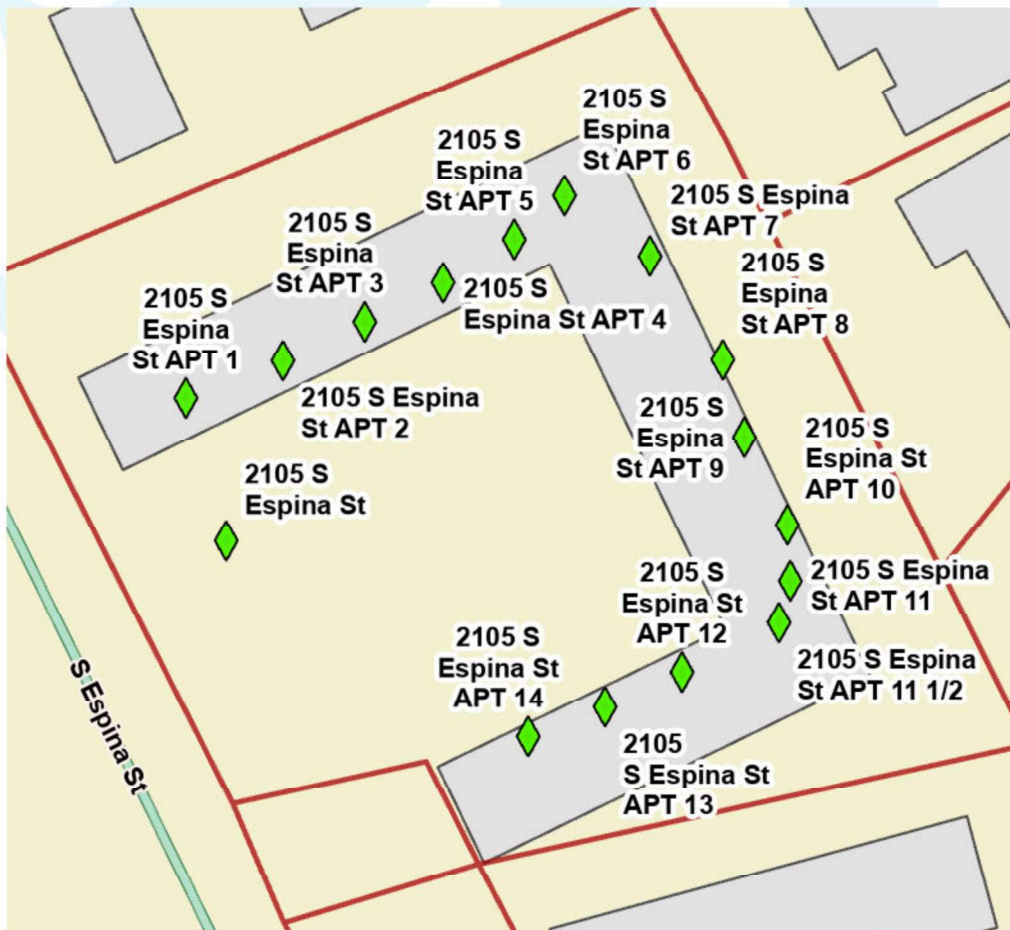 2105 S
Espina
St APT 6
2105 S
Espina
St APT 5
2105 S Espina
St APT 7
2105 S
Espina
St APT 3
2105 S
Espina
St APT 8
2105 S
Espina St APT 4
2105 S
Espina
St APT 1
2105 S Espina
St APT 2
2105 S
Espina
St APT 9
2105 S
Espina St
APT 10
2105 S
Espina St
2105 S
Espina St
APT 12
2105 S Espina
St APT 11
2105 S
Espina St
APT 14
2105 S Espina
St APT 11 1/2
S Espina St
2105
S Espina St
APT 13